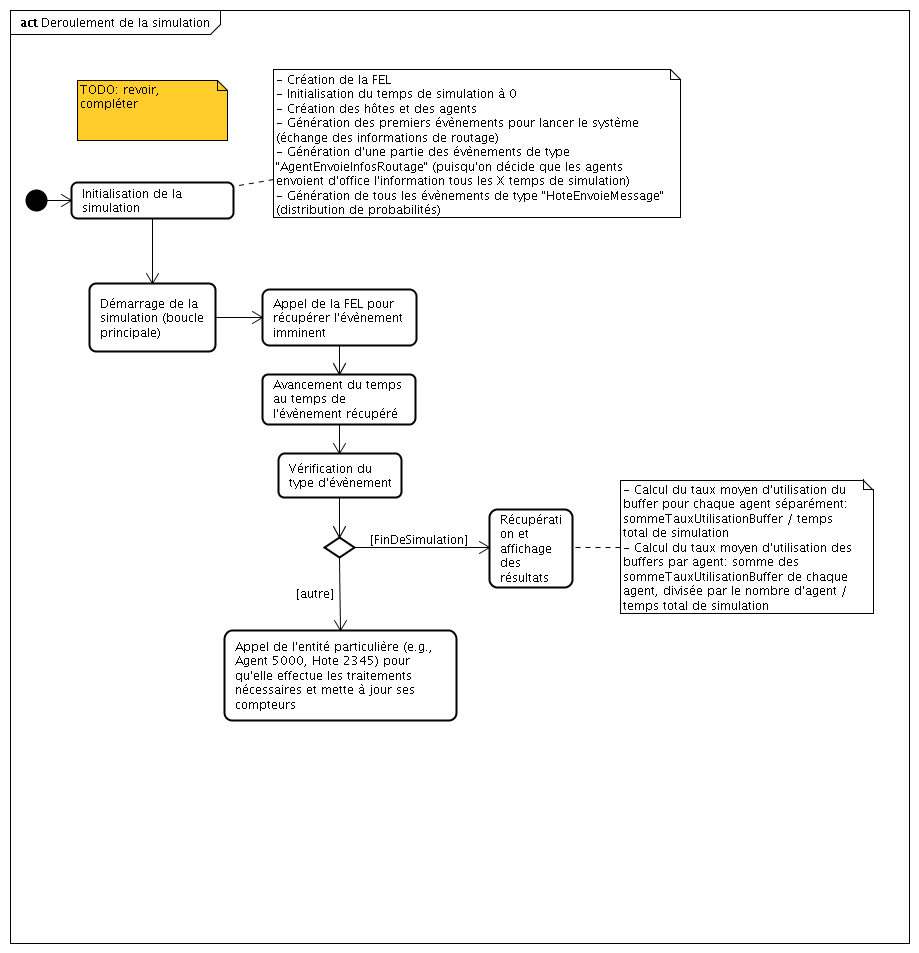 act Deroulement de la simulation
TODO: revoir,
compléter
- Création de la FEL
- Initialisation du temps de simulation à 0
- Création des hôtes et des agents
- Génération des premiers évènements pour lancer le système
(échange des informations de routage)
- Génération d'une partie des évènements de type
"AgentEnvoieInfosRoutage" (puisqu'on décide que les agents
envoient d'office l'information tous les X temps de simulation)
- Génération de tous les évènements de type "HoteEnvoieMessage"
(distribution de probabilités)
Initialisation de la
simulation
Démarrage de la
simulation (boucle
principale)
Appel de la FEL pour
récupérer l'évènement
imminent
Avancement du temps
au temps de
l'évènement récupéré
Vérification du
type d'évènement
[FinDeSimulation]
Récupérati
on et
affichage
des
résultats
- Calcul du taux moyen d'utilisation du
buffer pour chaque agent séparément:
sommeTauxUtilisationBuffer / temps
total de simulation
- Calcul du taux moyen d'utilisation des
buffers par agent: somme des
sommeTauxUtilisationBuffer de chaque
agent, divisée par le nombre d'agent /
temps total de simulation
[autre]
Appel de l'entité particulière (e.g.,
Agent 5000, Hote 2345) pour
qu'elle effectue les traitements
nécessaires et mette à jour ses
compteurs